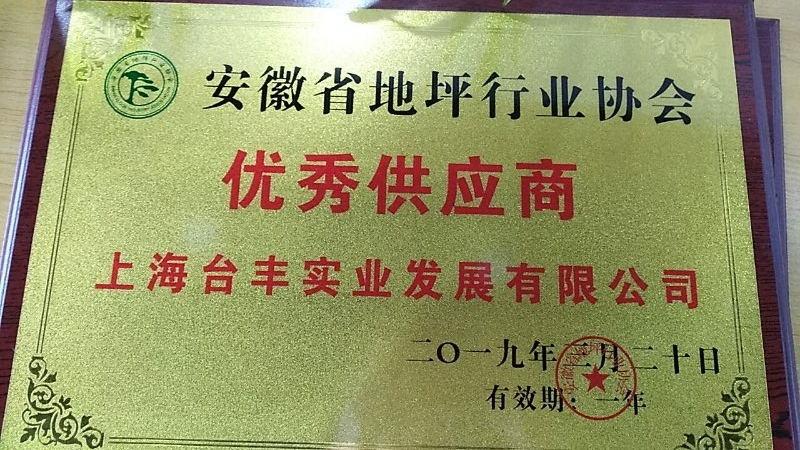 安徽省地坪行业协会
优秀供应商
上海台丰实业发展有限公司
二〇一九年二月二十日
有效期：一年